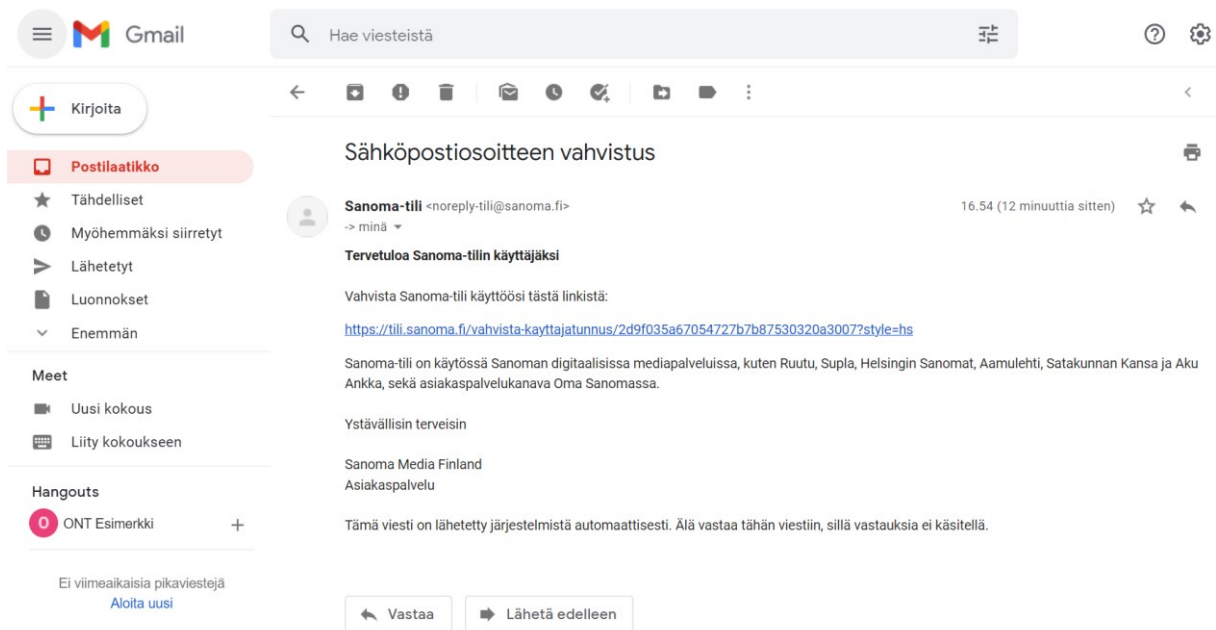 Gmail
Hae viesteistä
Kirjoita
Postilaatikko
Tähdelliset
Myöhemmäksi siirretyt
Lähetetyt
Luonnokset
Enemmän
Meet
Uusi kokous
Liity kokoukseen
Hangouts
O ONT Esimerkki +
Ei viimeaikaisia pikaviestejä
Aloita uusi
Sähköpostiosoitteen vahvistus
Sanoma-tili <noreply-tili@sanoma.fi> 16.54 (12 minuuttia sitten)
-> minä
Tervetuloa Sanoma-tilin käyttäjäksi
Vahvista Sanoma-tili käyttöösi tästä linkistä:
https://tili.sanoma.fi/vahvista-kayttajatunnus/2d9f035a67054727b7b87530320a3007?style=hs
Sanoma-tili on käytössä Sanoman digitaalisissa mediapalveluissa, kuten Ruutu, Supla, Helsingin Sanomat, Aamulehti, Satakunnan Kansa ja Aku
Ankka, sekä asiakaspalvelukanava Oma Sanomassa.
Ystävällisin terveisin
Sanoma Media Finland
Asiakaspalvelu
Tämä viesti on lähetetty järjestelmistä automaattisesti. Älä vastaa tähän viestiin, sillä vastauksia ei käsitellä.
Vastaa
Lähetä edelleen